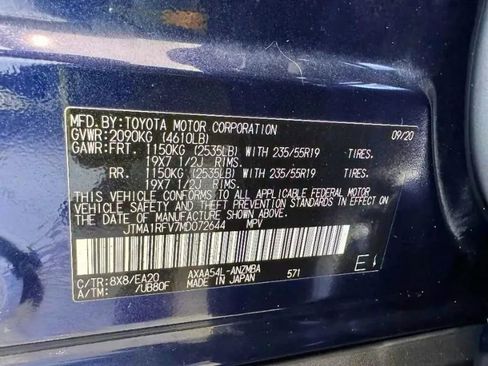 MFD.BY:TOYOTA MOTOR CORPORATION 09/20
GVWR:2090KG (4610LB)
GAWR:FRT. 1150KG (2535LB) WITH 235/55R19 TIRES.
19X7 1/2J RIMS.
RR. 1150KG (2535LB) WITH 235/55R19 TIRES.
19X7 1/2J RIMS.
THIS VEHICLE CONFORMS TO ALL APPLICABLE FEDERAL MOTOR
VEHICLE SAFETY AND THEFT PREVENTION STANDARDS IN
EFFECT ON THE DATE OF MANUFACTURE SHOWN ABOVE.
JTMA1RFV7MD072644 MPV
C/TR:8X8/EA20 AXAA54L-ANZMBA 571
A/TM: /UB80F MADE IN JAPAN